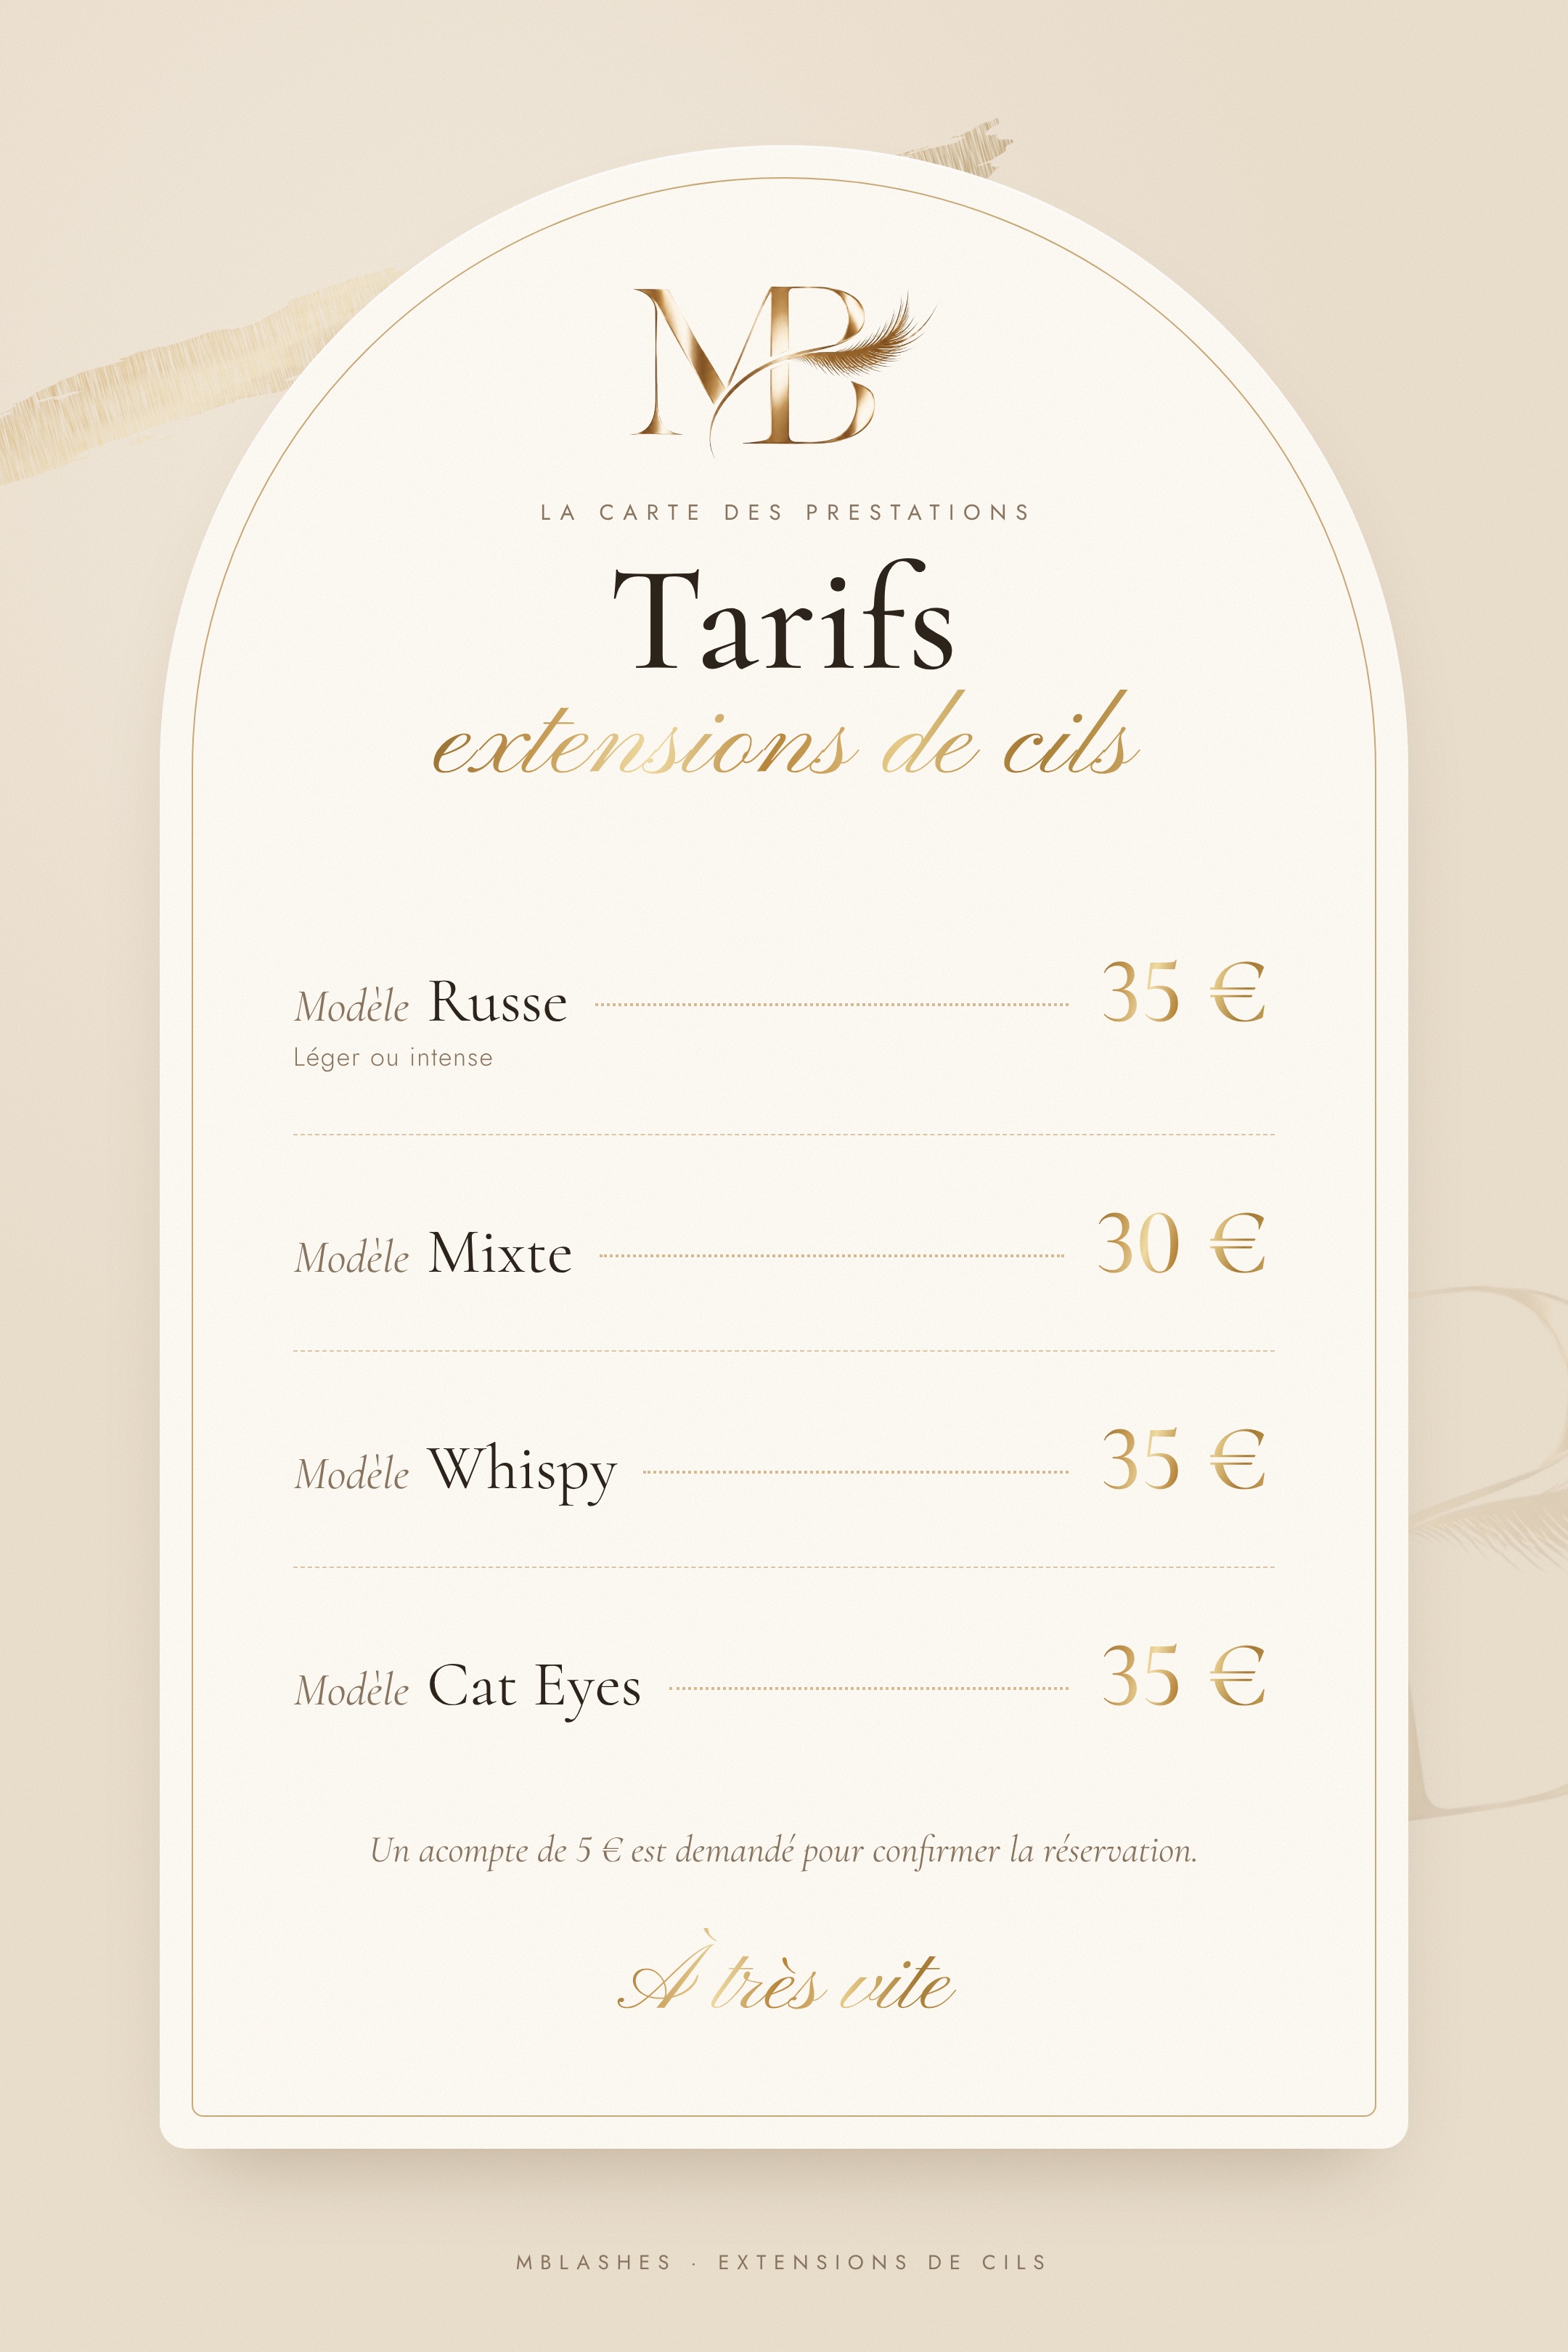 MB
LA CARTE DES PRESTATIONS
Tarifs
extensions de cils
Modèle Russe 35 €
Léger ou intense
Modèle Mixte 30 €
Modèle Whispy 35 €
Modèle Cat Eyes 35 €
Un acompte de 5 € est demandé pour confirmer la réservation.
À très vite
MBLASHES · EXTENSIONS DE CILS